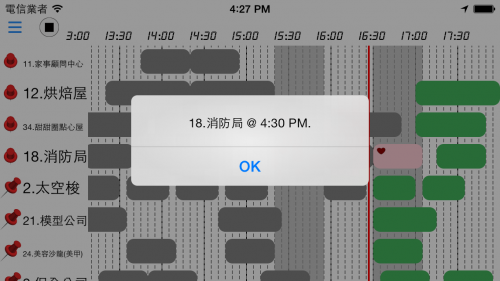 電信業者 4:27 PM
3:00 13:30 14:00 14:30 15:00 15:30 16:00 16:30 17:00 17:30
11.家事顧問中心
12.烘焙屋
34.甜甜圈點心屋
18.消防局 @ 4:30 PM.
18.消防局
OK
2.太空梭
21.模型公司
24.美容沙龍(美甲)